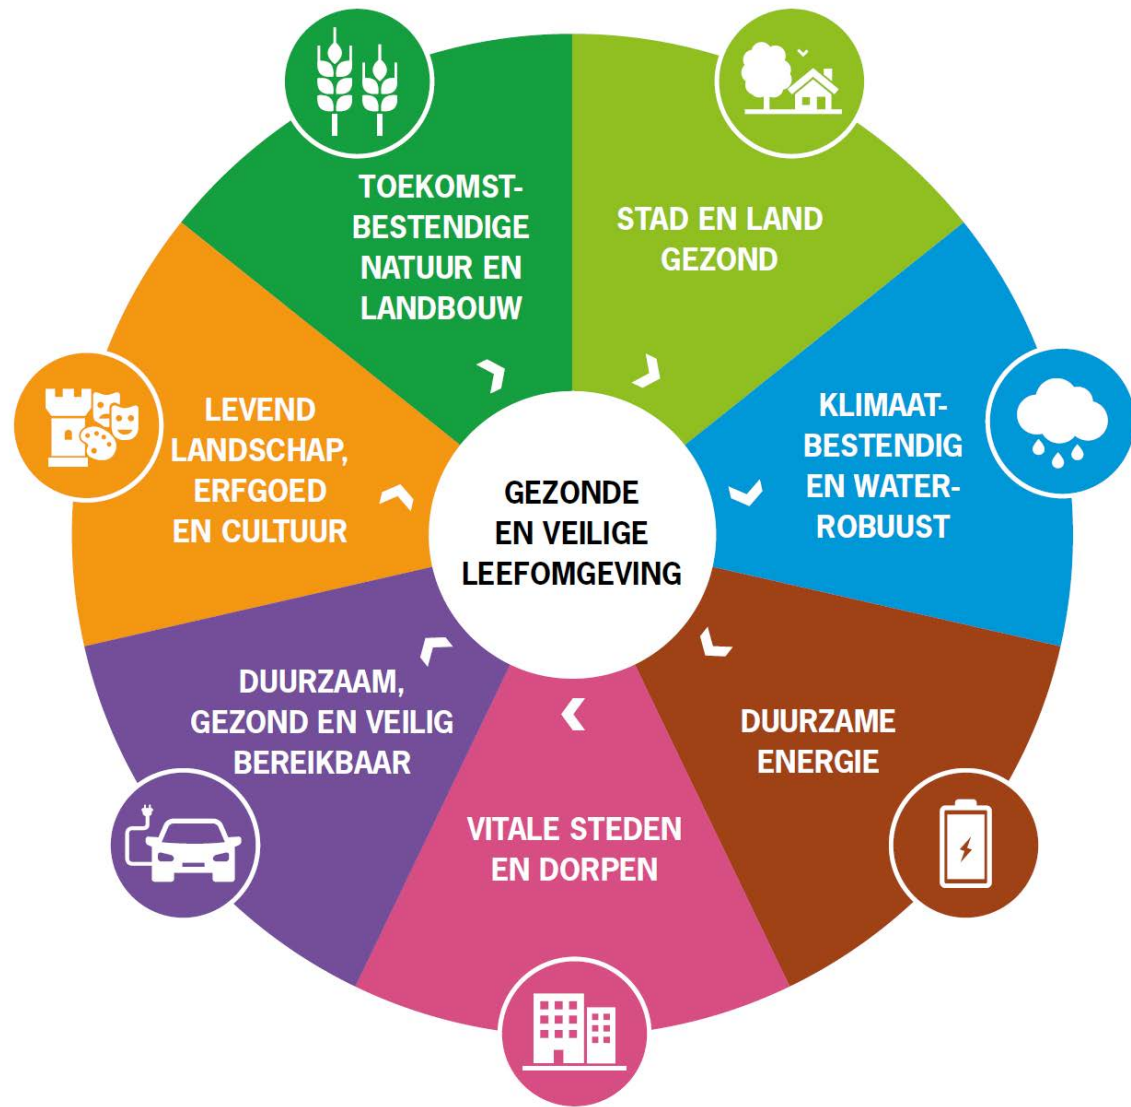 TOEKOMST-
BESTENDIGE
NATUUR EN
LANDBOUW
STAD EN LAND
GEZOND
KLIMAAT-
BESTENDIG
EN WATER-
ROBUUST
DUURZAME
ENERGIE
VITALE STEDEN
EN DORPEN
DUURZAAM,
GEZOND EN VEILIG
BEREIKBAAR
LEVEND
LANDSCHAP,
ERFGOED
EN CULTUUR
GEZONDE
EN VEILIGE
LEEFOMGEVING